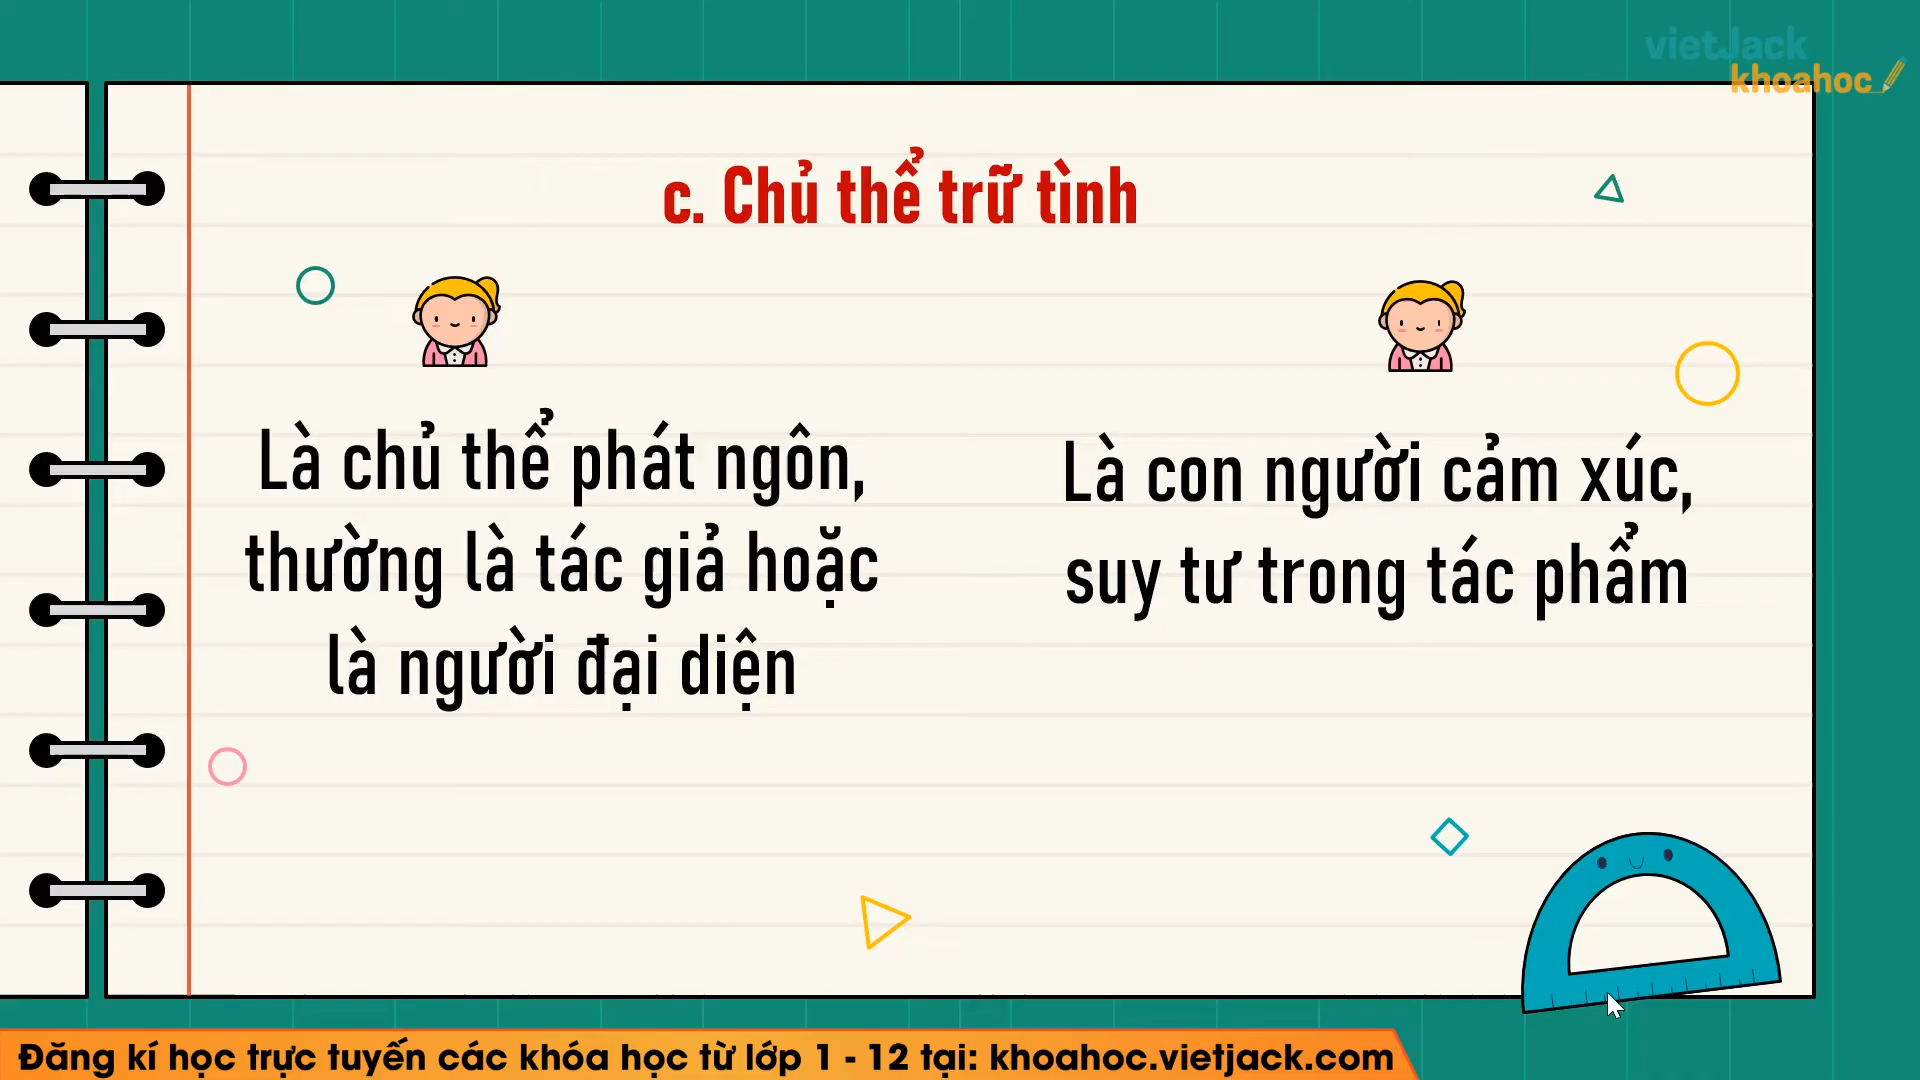 vietJack
khoahoc
c. Chủ thể trữ tình
Là chủ thể phát ngôn,
thường là tác giả hoặc
là người đại diện
Là con người cảm xúc,
suy tư trong tác phẩm
Đăng kí học trực tuyến các khóa học từ lớp 1 - 12 tại: khoahoc.vietjack.com